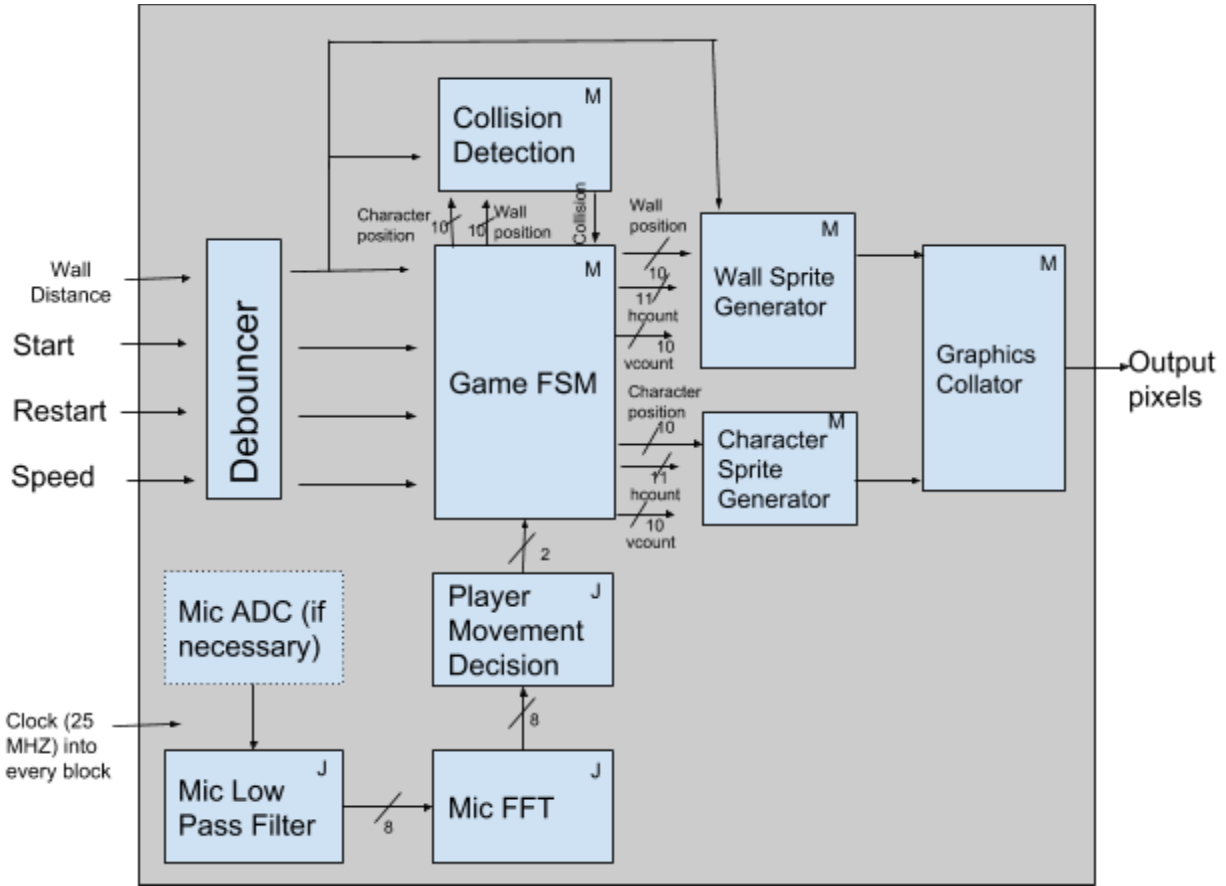 M
Collision
Detection
Character
position
10
10
Wall
position
Collision
Wall
position
10
11
hcount
10
vcount
M
Wall Sprite
Generator
M
Graphics
Collator
Output
pixels
Wall
Distance
Start
Restart
Speed
Debouncer
M
Game FSM
Character
position
10
11
hcount
10
vcount
M
Character
Sprite
Generator
2
Mic ADC (if
necessary)
J
Player
Movement
Decision
8
Clock (25
MHZ) into
every block
J
Mic Low
Pass Filter
8
J
Mic FFT